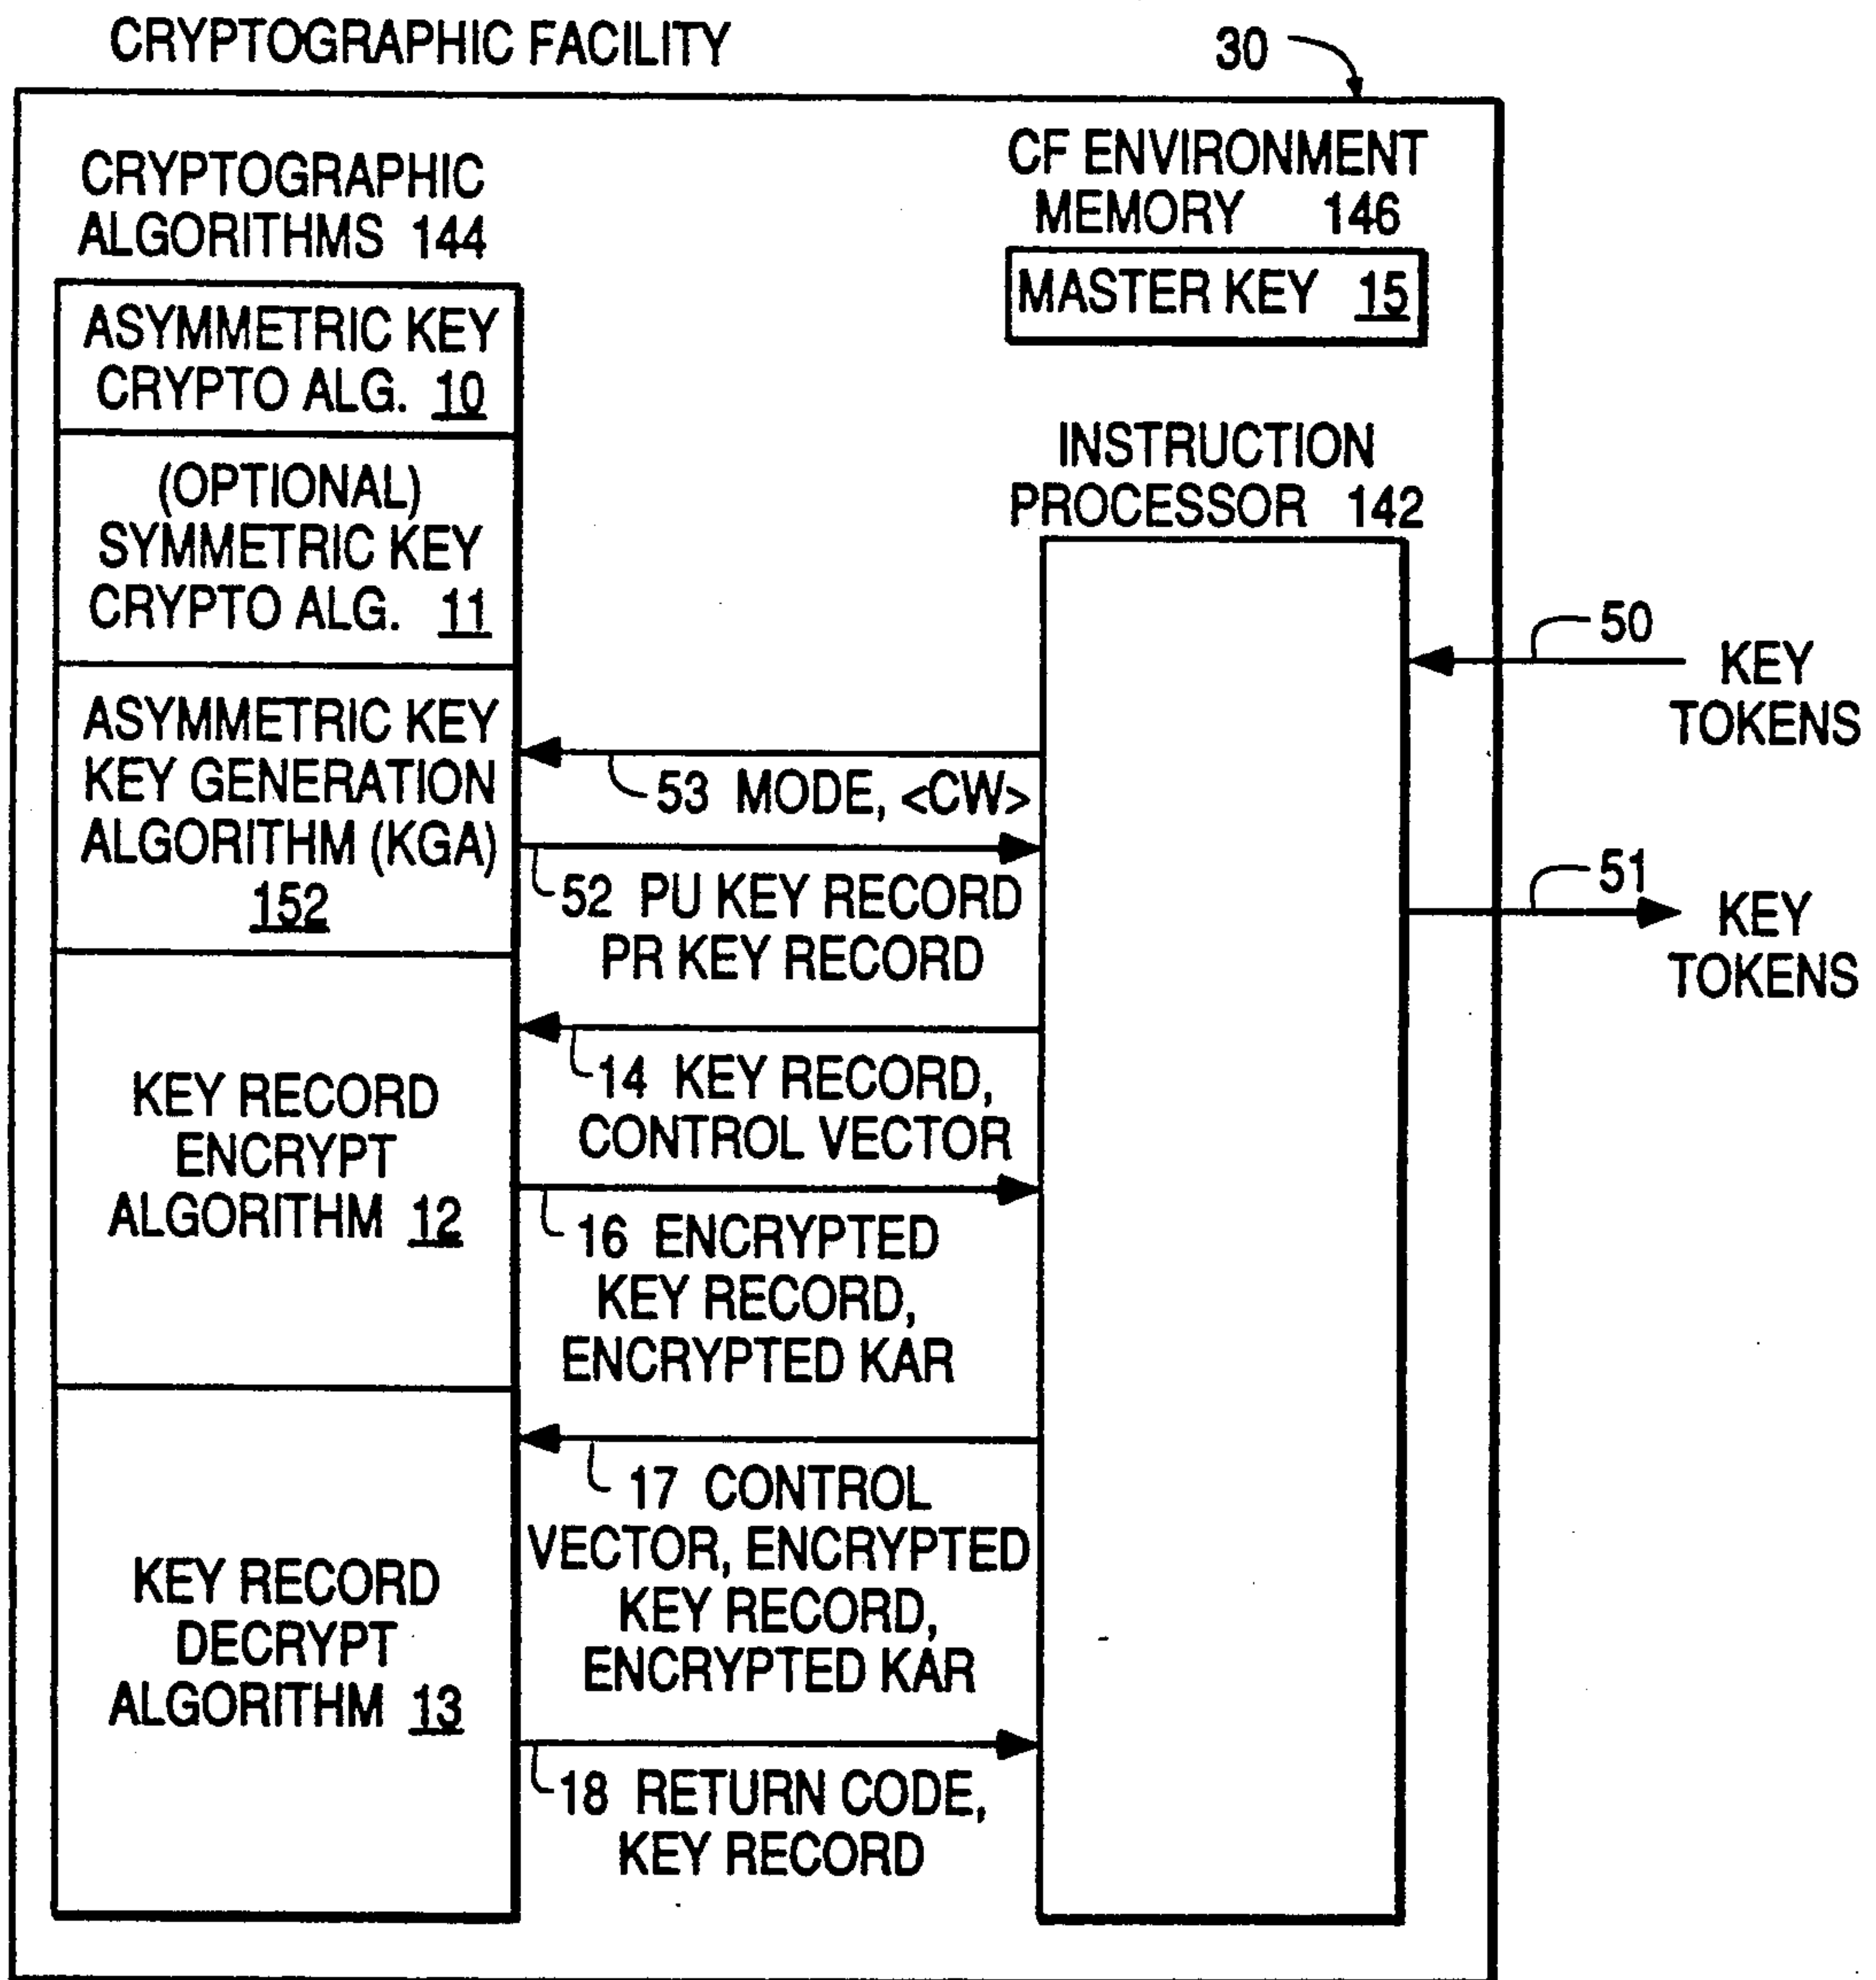 CRYPTOGRAPHIC FACILITY
30
CRYPTOGRAPHIC
ALGORITHMS 144
ASYMMETRIC KEY
CRYPTO ALG. 10
(OPTIONAL)
SYMMETRIC KEY
CRYPTO ALG. 11
ASYMMETRIC KEY
KEY GENERATION
ALGORITHM (KGA)
152
KEY RECORD
ENCRYPT
ALGORITHM 12
KEY RECORD
DECRYPT
ALGORITHM 13
53 MODE, <CW>
52 PU KEY RECORD
PR KEY RECORD
14 KEY RECORD,
CONTROL VECTOR
16 ENCRYPTED
KEY RECORD,
ENCRYPTED KAR
17 CONTROL
VECTOR, ENCRYPTED
KEY RECORD,
ENCRYPTED KAR
18 RETURN CODE,
KEY RECORD
CF ENVIRONMENT
MEMORY 146
MASTER KEY 15
INSTRUCTION
PROCESSOR 142
50
KEY
TOKENS
51
KEY
TOKENS